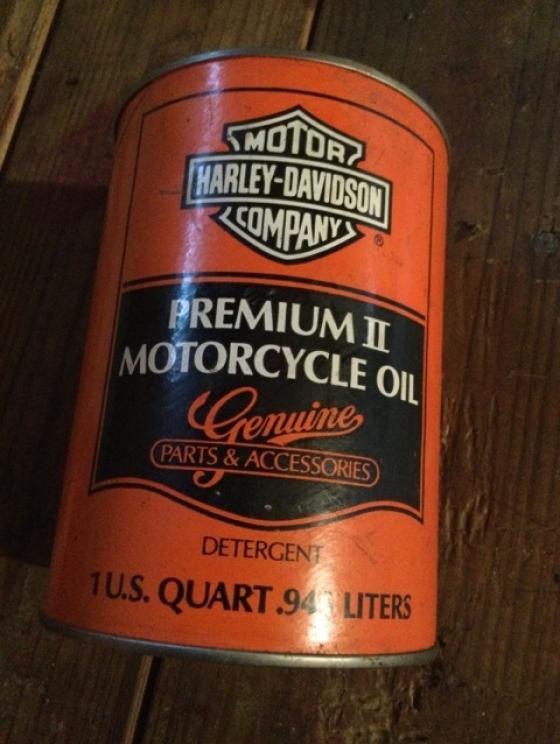 MOTOR
HARLEY-DAVIDSON
COMPANY
®
PREMIUM II
MOTORCYCLE OIL
Genuine
PARTS & ACCESSORIES
DETERGENT
1 U.S. QUART LITERS